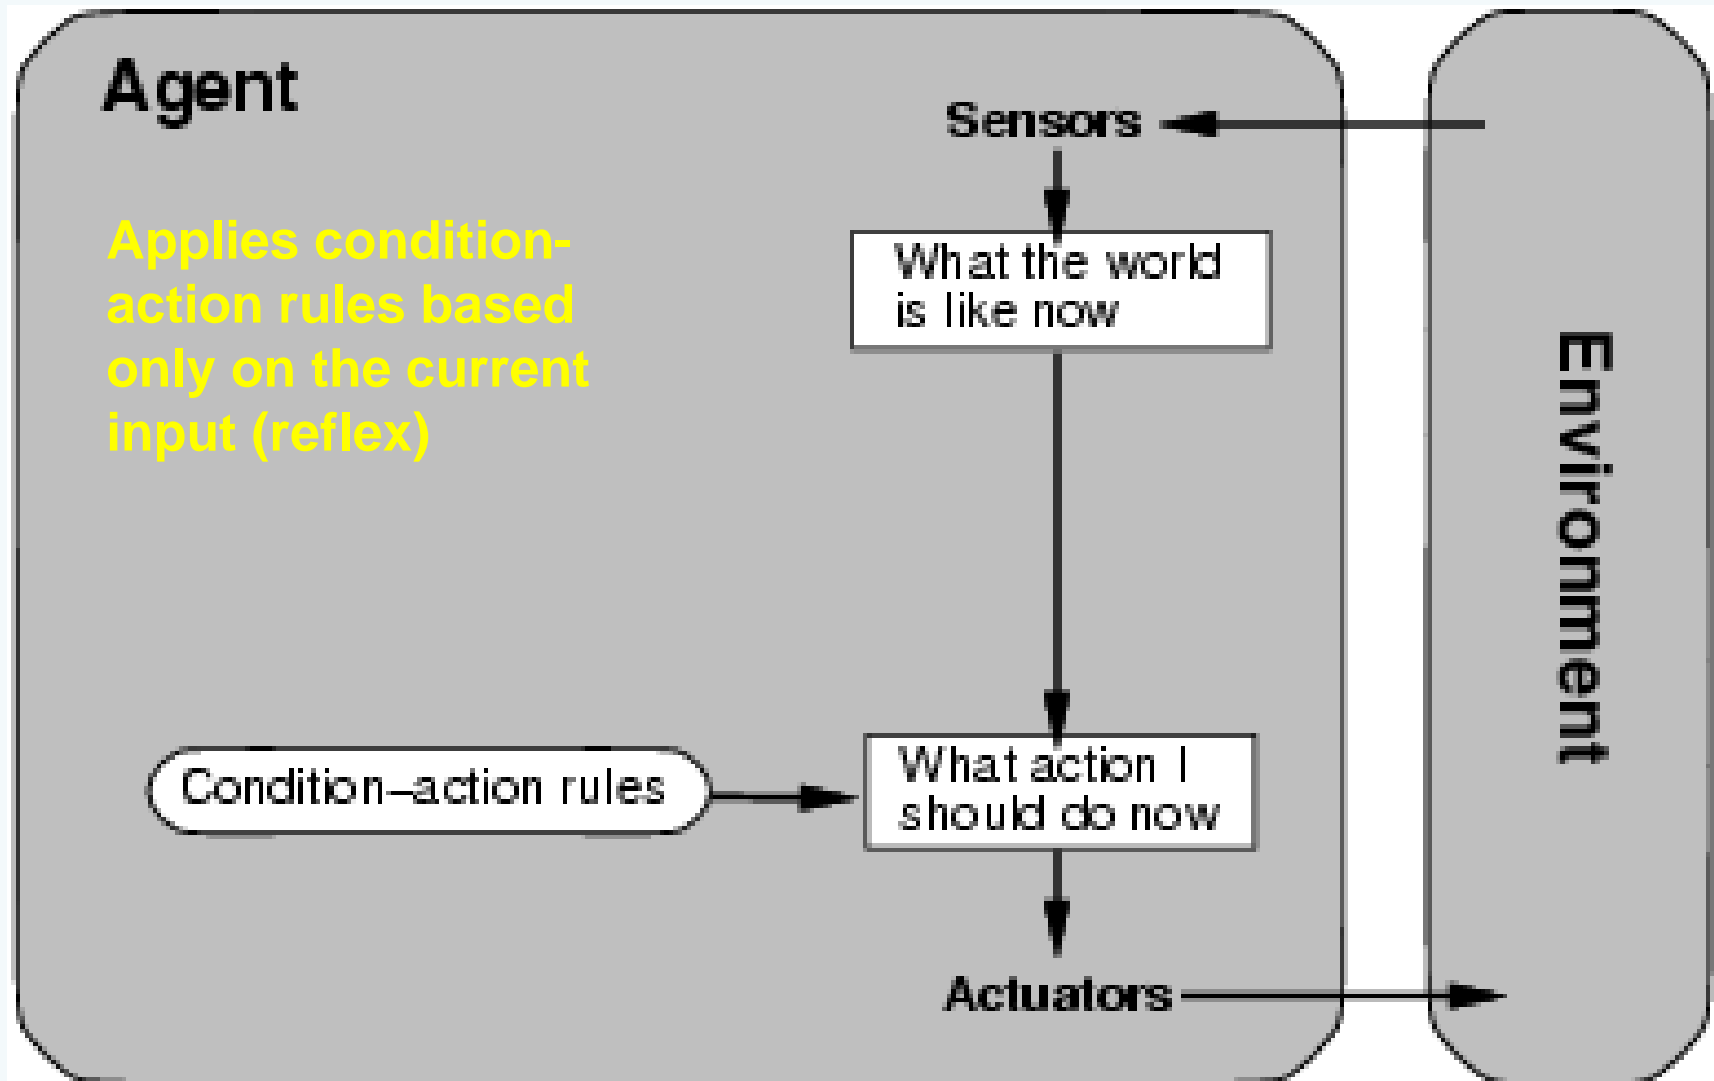 Agent
Sensors
Applies condition-
action rules based
only on the current
input (reflex)
What the world
is like now
Environment
Condition–action rules
What action I
should do now
Actuators